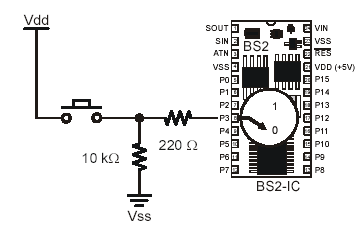 Vdd
SOUT
SIN
ATN
VSS
P0
P1
P2
P3
P4
P5
P6
P7
BS2
1
0
VIN
VSS
RES
VDD (+5V)
P15
P14
P13
P12
P11
P10
P9
P8
10 kΩ
220 Ω
Vss
BS2-IC